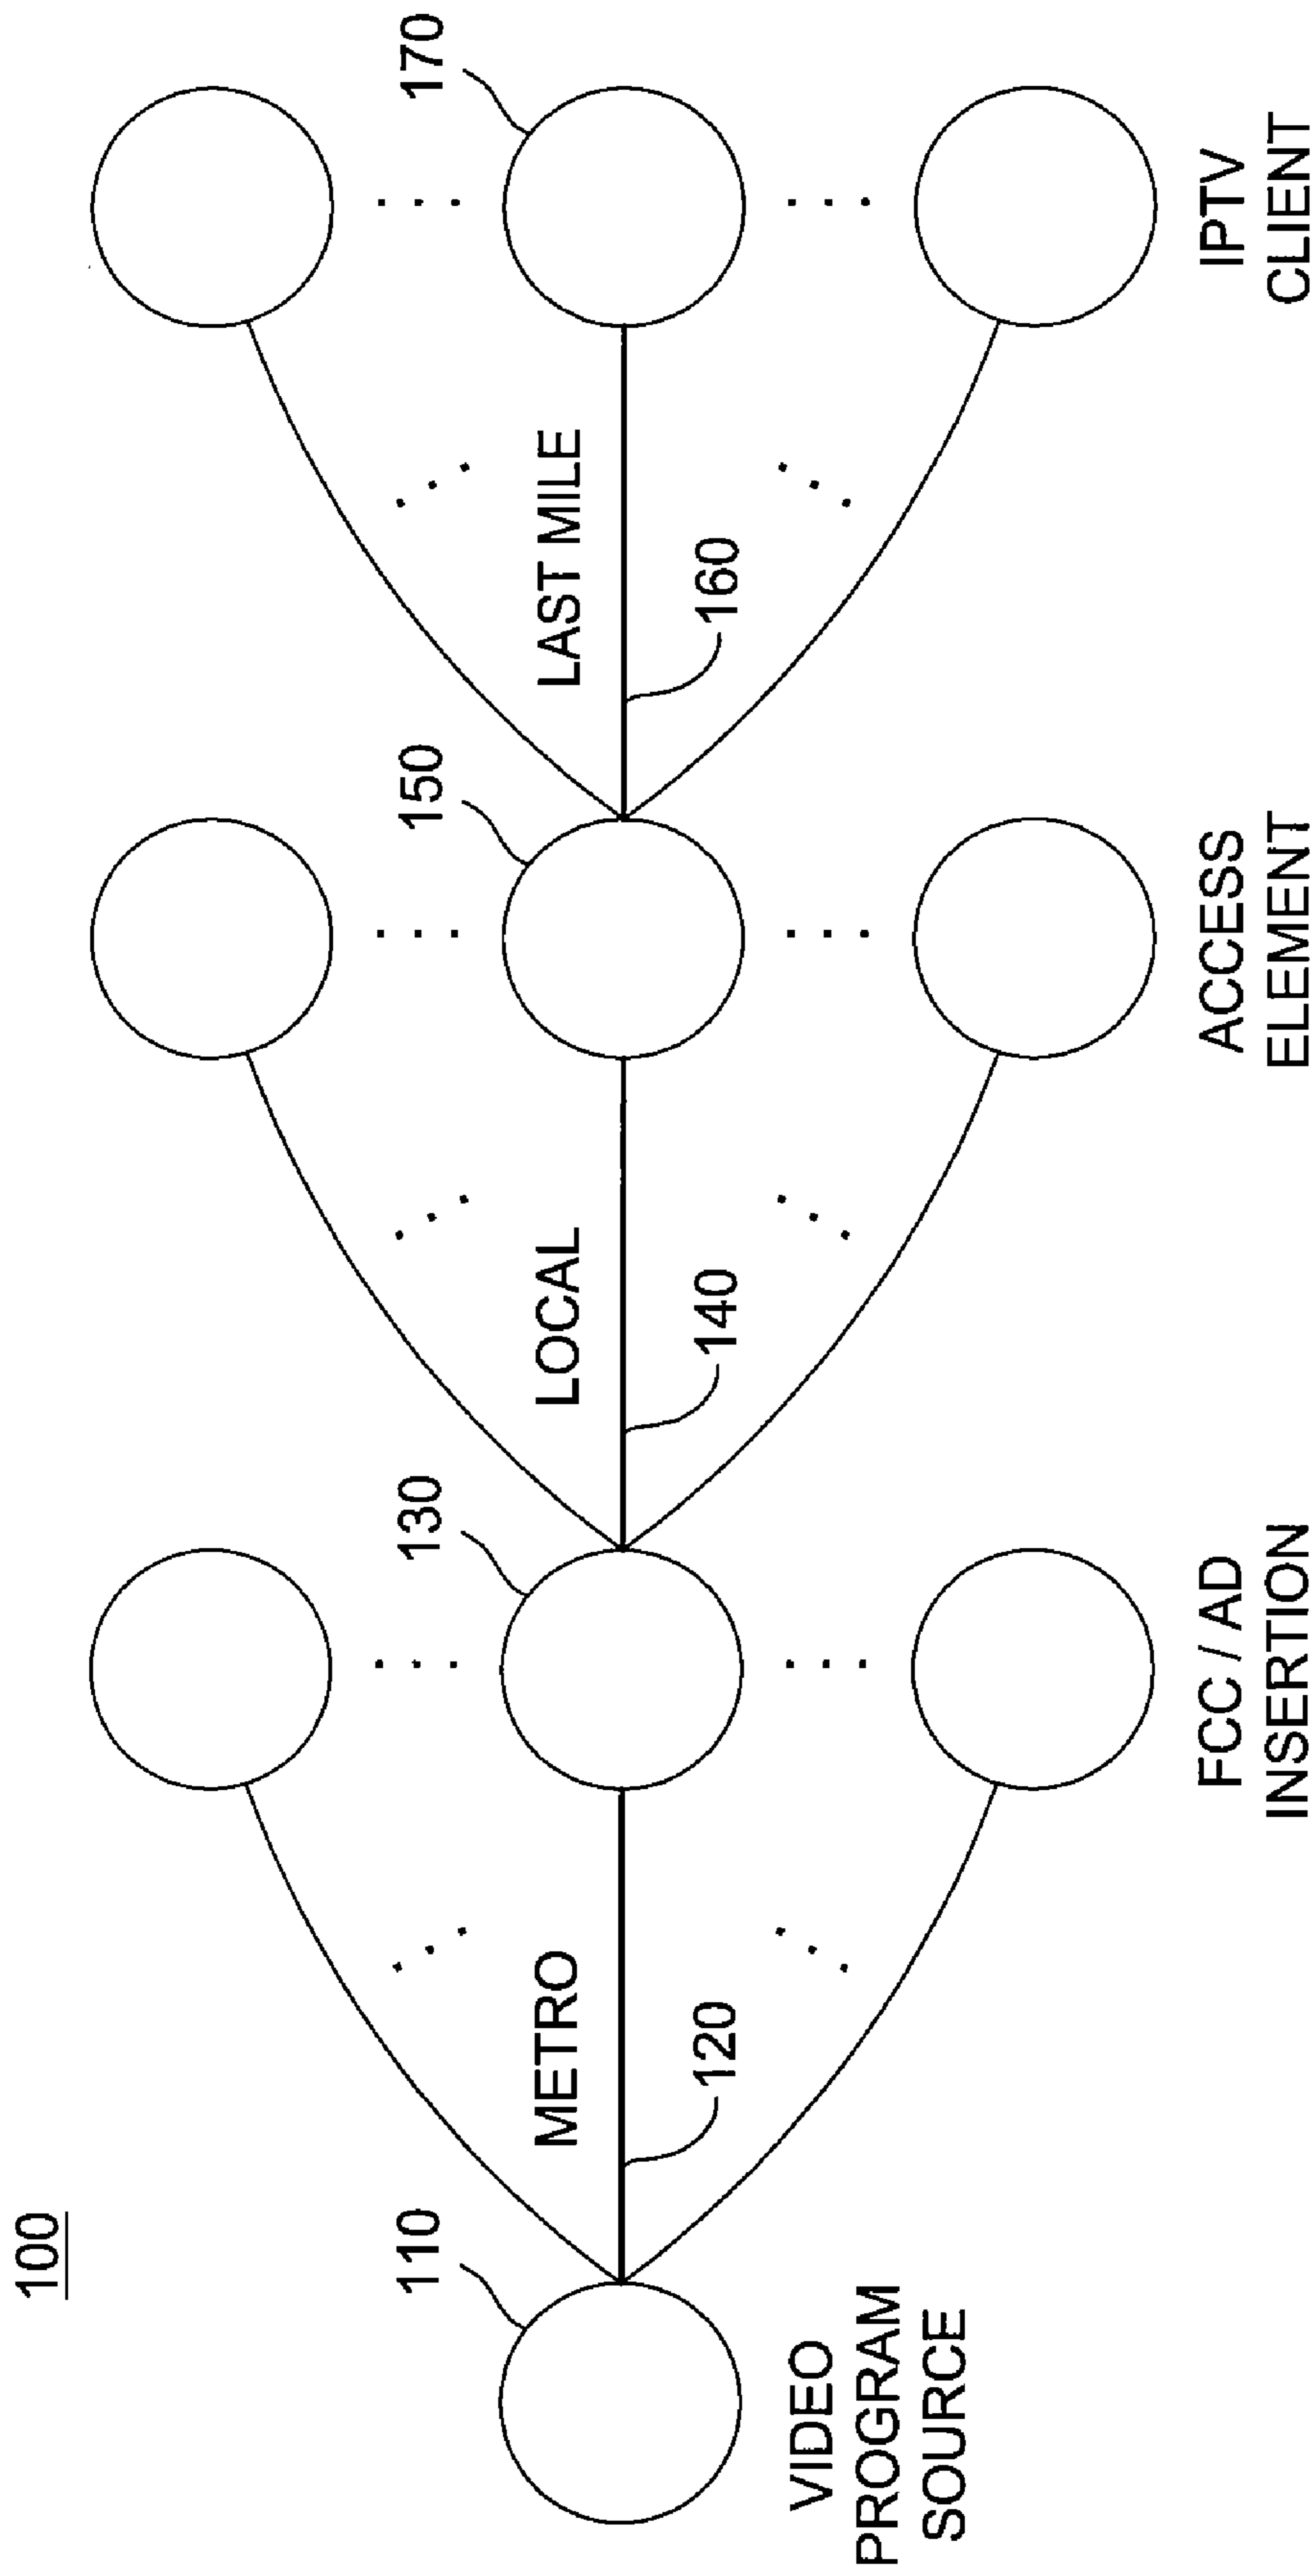 100
110
VIDEO
PROGRAM
SOURCE
METRO
120
130
FCC / AD
INSERTION
LOCAL
140
150
ACCESS
ELEMENT
LAST MILE
160
170
IPTV
CLIENT